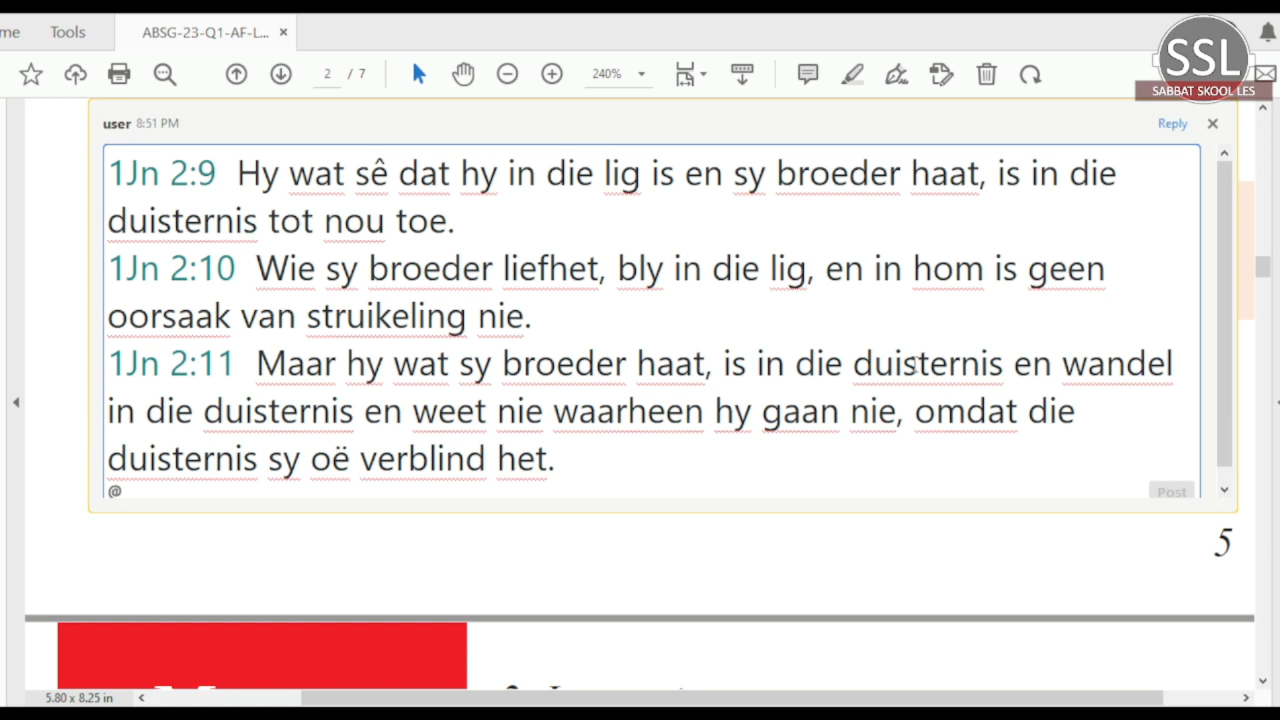 me Tools ABSG-23-Q1-AF-L... ×
SSL
SABBAT SKOOL LES
2 / 7 240%
user 8:51 PM Reply
1Jn 2:9 Hy wat sê dat hy in die lig is en sy broeder haat, is in die
duisternis tot nou toe.
1Jn 2:10 Wie sy broeder liefhet, bly in die lig, en in hom is geen
oorsaak van struikeling nie.
1Jn 2:11 Maar hy wat sy broeder haat, is in die duisternis en wandel
in die duisternis en weet nie waarheen hy gaan nie, omdat die
duisternis sy oë verblind het.
@ Post
5
5.80 x 8.25 in